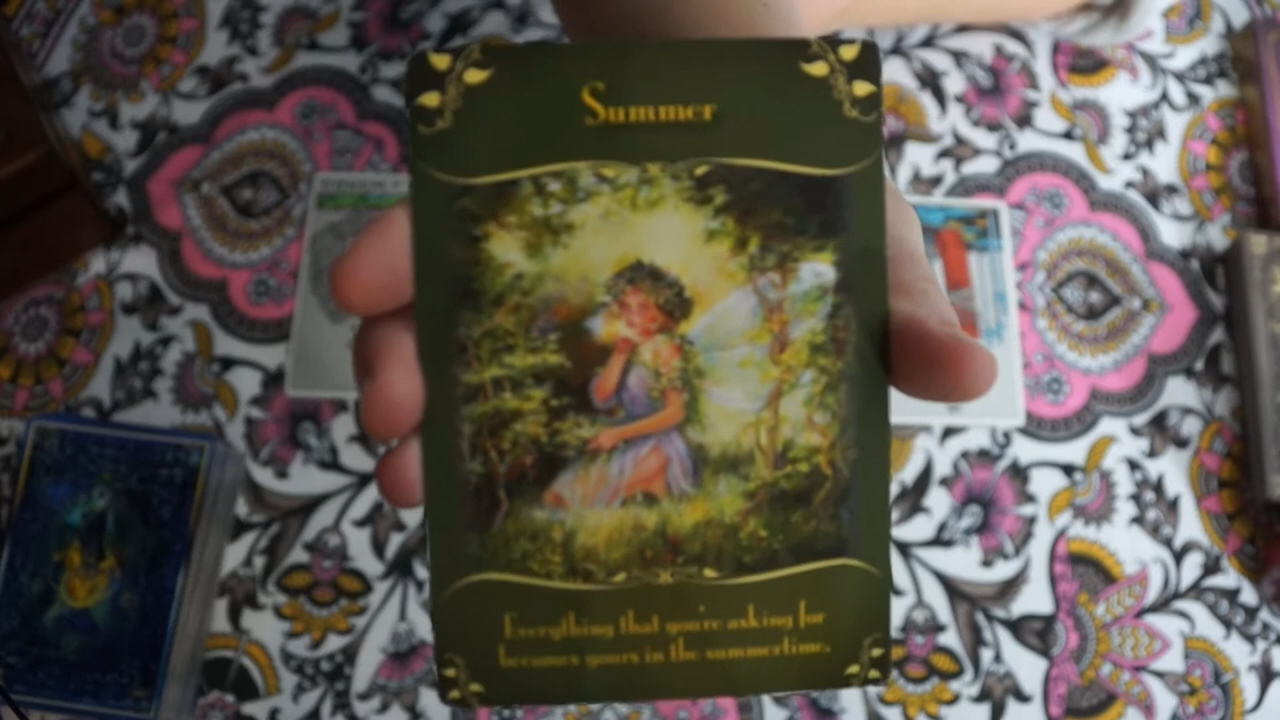 Summer
Everything that you're asking for
becomes yours in the summertime.